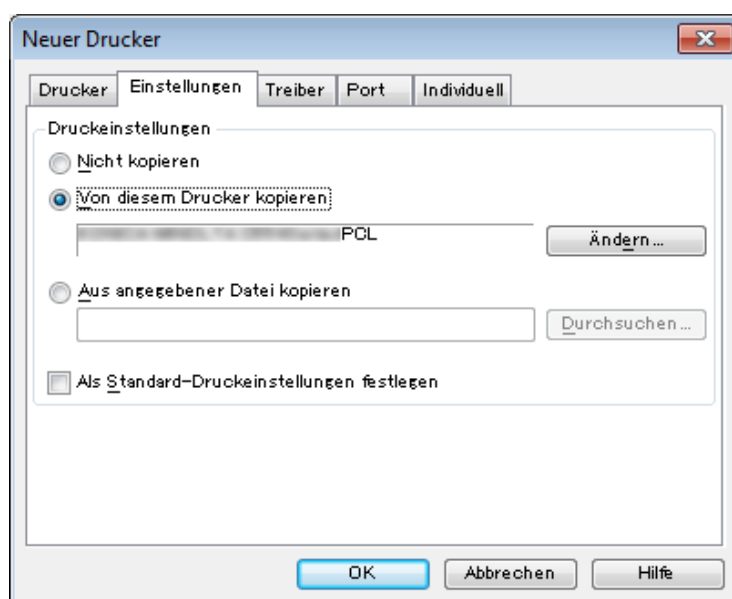 Neuer Drucker
Drucker Einstellungen Treiber Port Individuell
Druckeinstellungen
Nicht kopieren
Von diesem Drucker kopieren
PCL
Ändern...
Aus angegebener Datei kopieren
Durchsuchen...
Als Standard-Druckeinstellungen festlegen
OK Abbrechen Hilfe